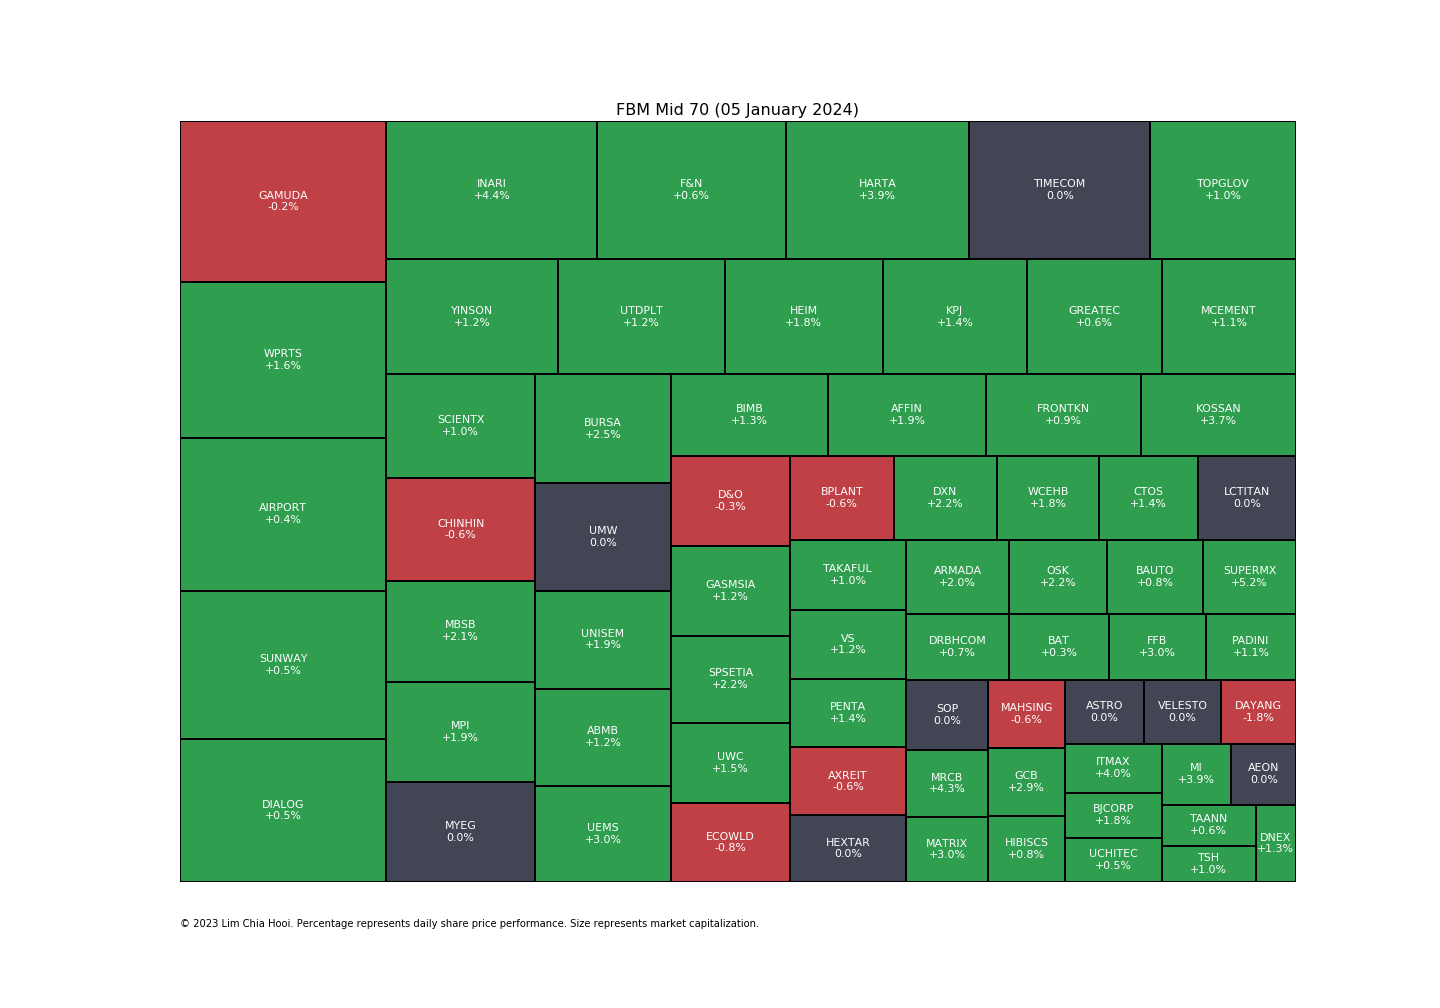 FBM Mid 70 (05 January 2024)
GAMUDA
-0.2%
WPRTS
+1.6%
AIRPORT
+0.4%
SUNWAY
+0.5%
DIALOG
+0.5%
INARI
+4.4%
F&N
+0.6%
HARTA
+3.9%
TIMECOM
0.0%
TOPGLOV
+1.0%
YINSON
+1.2%
UTDPLT
+1.2%
HEIM
+1.8%
KPJ
+1.4%
GREATEC
+0.6%
MCEMENT
+1.1%
SCIENTX
+1.0%
CHINHIN
-0.6%
MBSB
+2.1%
MPI
+1.9%
MYEG
0.0%
BURSA
+2.5%
UMW
0.0%
UNISEM
+1.9%
ABMB
+1.2%
UEMS
+3.0%
BIMB
+1.3%
AFFIN
+1.9%
FRONTKN
+0.9%
KOSSAN
+3.7%
D&O
-0.3%
GASMSIA
+1.2%
SPSETIA
+2.2%
UWC
+1.5%
ECOWLD
-0.8%
BPLANT
-0.6%
DXN
+2.2%
WCEHB
+1.8%
CTOS
+1.4%
LCTITAN
0.0%
TAKAFUL
+1.0%
VS
+1.2%
PENTA
+1.4%
AXREIT
-0.6%
HEXTAR
0.0%
ARMADA
+2.0%
OSK
+2.2%
BAUTO
+0.8%
SUPERMX
+5.2%
DRBHCOM
+0.7%
BAT
+0.3%
FFB
+3.0%
PADINI
+1.1%
SOP
0.0%
MRCB
+4.3%
MATRIX
+3.0%
MAHSING
-0.6%
GCB
+2.9%
HIBISCS
+0.8%
ASTRO
0.0%
VELESTO
0.0%
DAYANG
-1.8%
ITMAX
+4.0%
BJCORP
+1.8%
UCHITEC
+0.5%
MI
+3.9%
AEON
0.0%
TAANN
+0.6%
TSH
+1.0%
DNEX
+1.3%
© 2023 Lim Chia Hooi. Percentage represents daily share price performance. Size represents market capitalization.